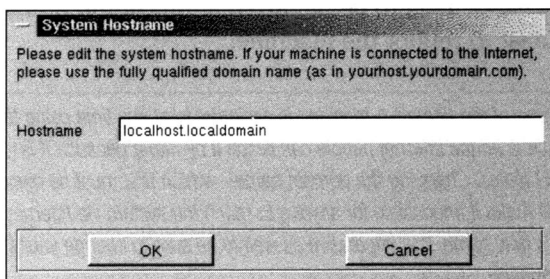 System Hostname
Please edit the system hostname. If your machine is connected to the Internet,
please use the fully qualified domain name (as in yourhost.yourdomain.com).
Hostname localhost.localdomain
OK Cancel